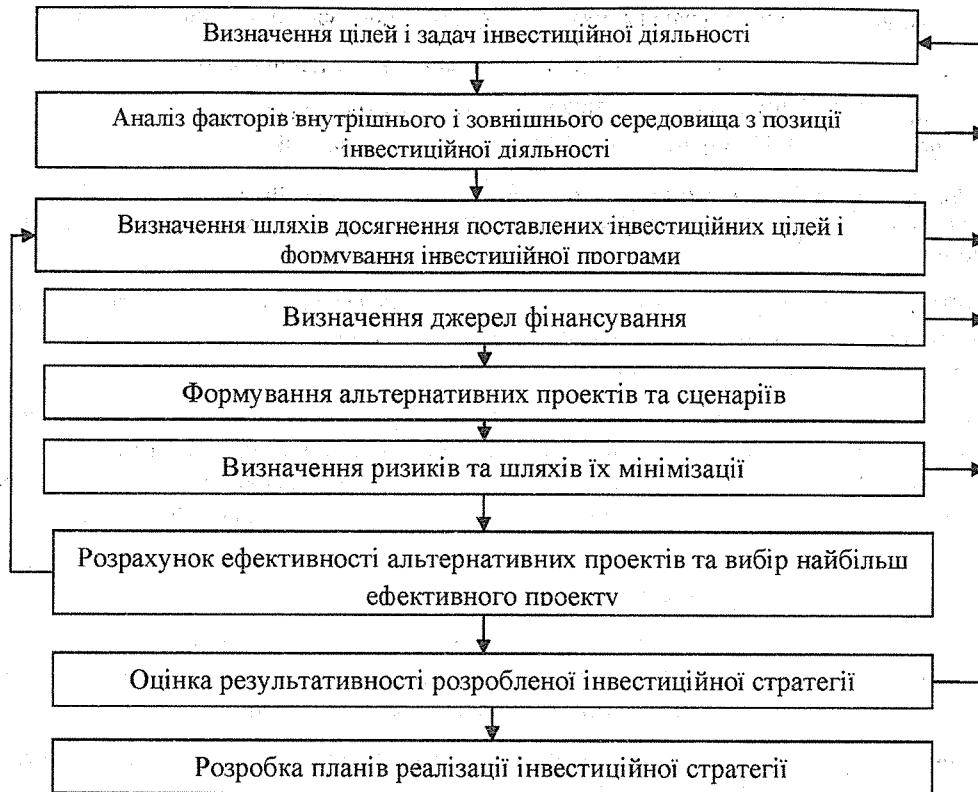 Визначення цілей і задач інвестиційної діяльності
Аналіз факторів внутрішнього і зовнішнього середовища з позиції
інвестиційної діяльності
Визначення шляхів досягнення поставлених інвестиційних цілей і
формування інвестиційної програми
Визначення джерел фінансування
Формування альтернативних проектів та сценаріїв
Визначення ризиків та шляхів їх мінімізації
Розрахунок ефективності альтернативних проектів та вибір найбільш
ефективного проекту
Оцінка результативності розробленої інвестиційної стратегії
Розробка планів реалізації інвестиційної стратегії